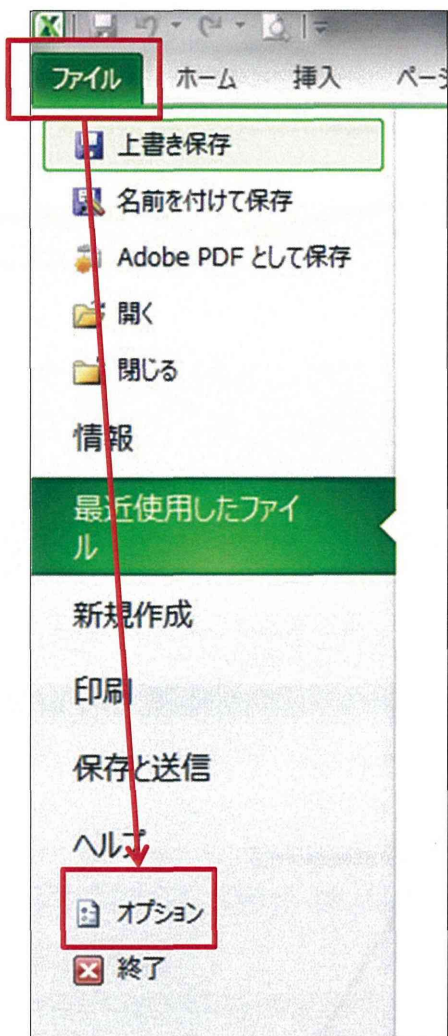 ファイル ホーム 挿入
上書き保存
名前を付けて保存
Adobe PDF として保存
開く
閉じる
情報
最近使用したファイ
ル
新規作成
印刷
保存と送信
ヘルプ
オプション
終了